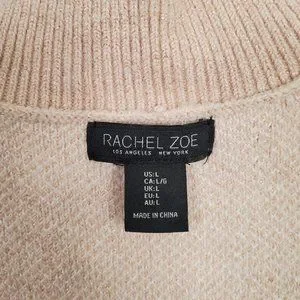 RACHEL ZOE
LOS ANGELES NEW YORK
US:L
CA:L/G
UK:L
EU:L
AU:L
MADE IN CHINA